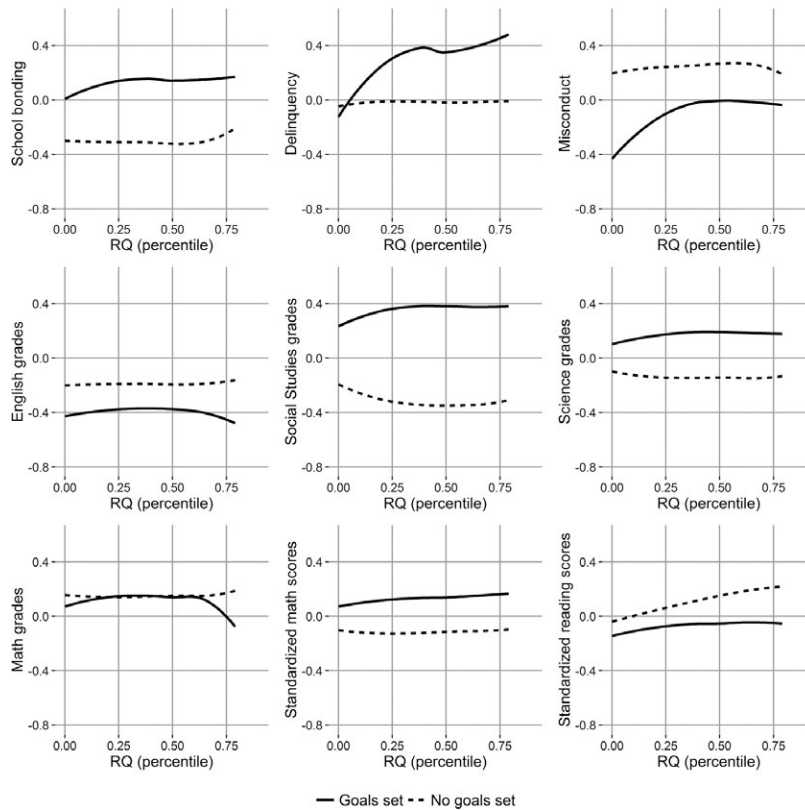 School bonding
0.4
0.0
-0.4
-0.8
0.00 0.25 0.50 0.75
RQ (percentile)
Delinquency
0.4
0.0
-0.4
-0.8
0.00 0.25 0.50 0.75
RQ (percentile)
Misconduct
0.4
0.0
-0.4
-0.8
0.00 0.25 0.50 0.75
RQ (percentile)
English grades
0.4
0.0
-0.4
-0.8
0.00 0.25 0.50 0.75
RQ (percentile)
Social Studies grades
0.4
0.0
-0.4
-0.8
0.00 0.25 0.50 0.75
RQ (percentile)
Science grades
0.4
0.0
-0.4
-0.8
0.00 0.25 0.50 0.75
RQ (percentile)
Math grades
0.4
0.0
-0.4
-0.8
0.00 0.25 0.50 0.75
RQ (percentile)
Standardized math scores
0.4
0.0
-0.4
-0.8
0.00 0.25 0.50 0.75
RQ (percentile)
Standardized reading scores
0.4
0.0
-0.4
-0.8
0.00 0.25 0.50 0.75
RQ (percentile)
Goals set No goals set